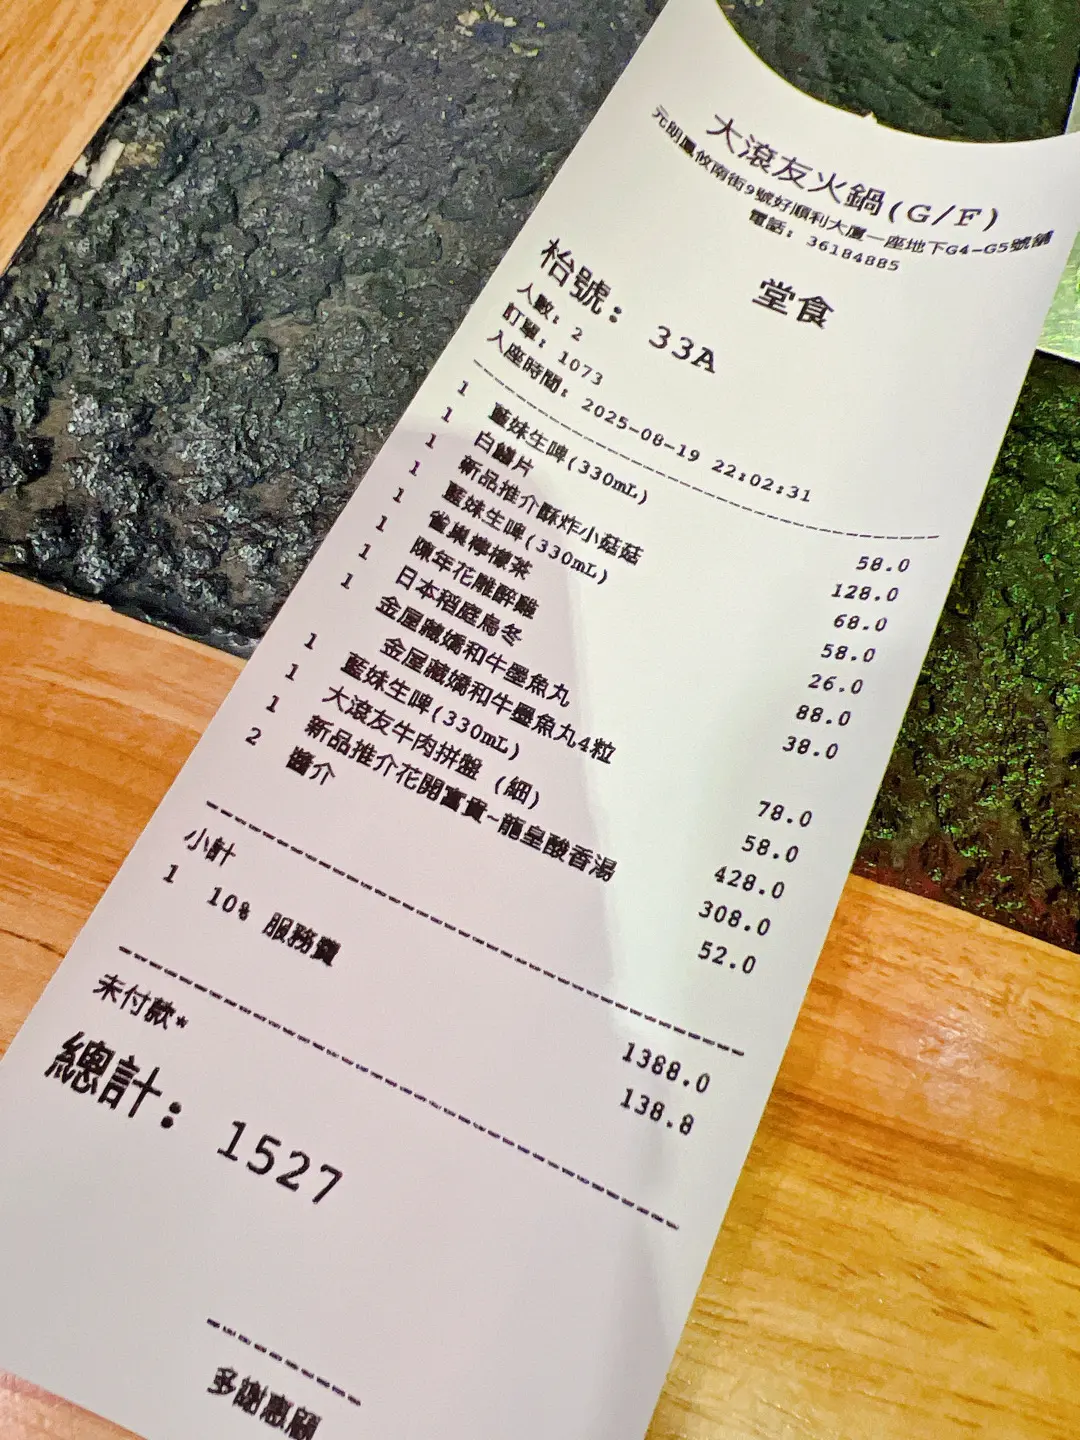 大滾友火鍋(G/F)
元朗鳳攸南街9號好順利大廈一座地下G4-G5號舖
電話: 36184885
堂食
枱號: 33A
人數: 2
訂單: 1073
入座時間: 2025-08-19 22:02:31
1 藍妹生啤(330mL) 58.0
1 白鱔片 128.0
1 新品推介酥炸小菇菇 68.0
1 藍妹生啤(330mL) 58.0
1 雀巢檸檬茶 26.0
1 陳年花雕醉雞 88.0
1 日本稻庭烏冬 38.0
1 金屋藏嬌和牛墨魚丸
金屋藏嬌和牛墨魚丸4粒 78.0
1 藍妹生啤(330mL) 58.0
1 大滾友牛肉拼盤 (細) 428.0
1 新品推介花開富貴~龍皇酸香湯 308.0
2 醬介 52.0
小計 1388.0
1 10% 服務費 138.8
未付款*
總計: 1527
多謝惠顧